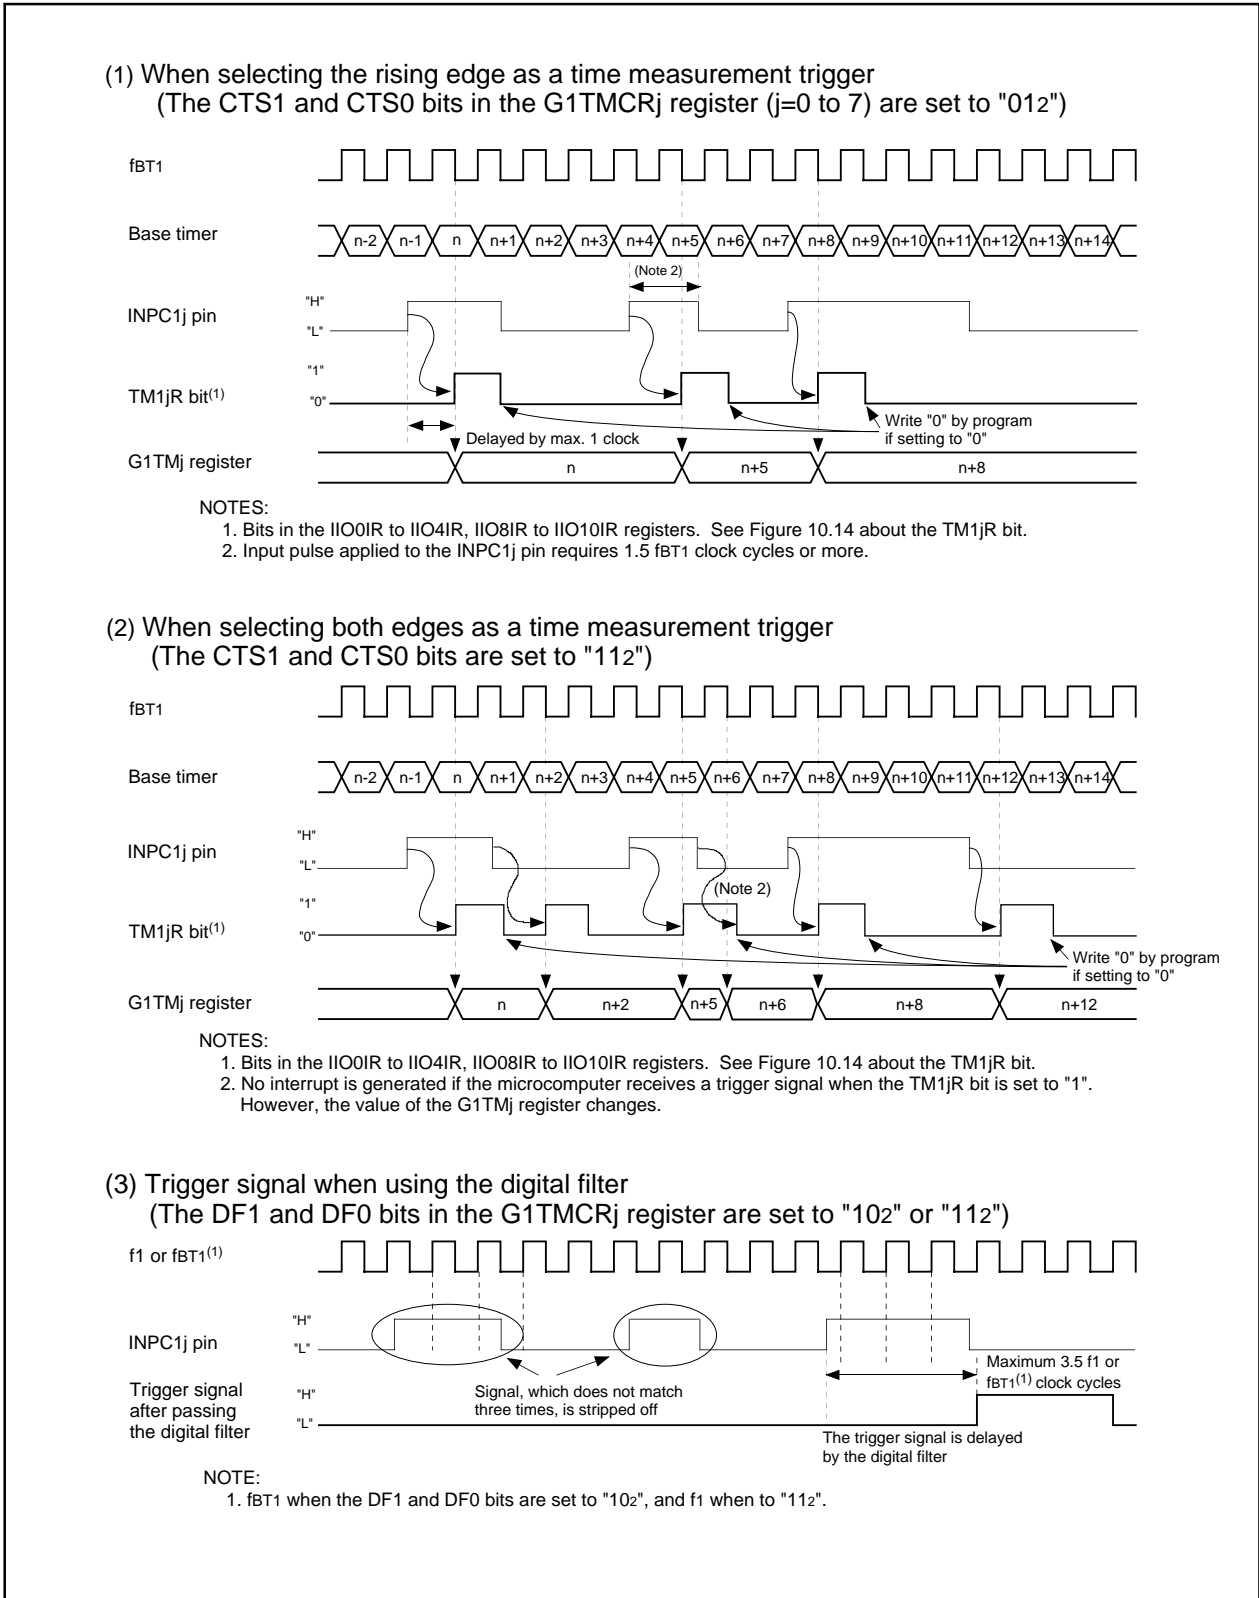 (1) When selecting the rising edge as a time measurement trigger
(The CTS1 and CTS0 bits in the G1TMCRj register (j=0 to 7) are set to "012")
fBT1
Base timer
n-2 n-1 n n+1 n+2 n+3 n+4 n+5 n+6 n+7 n+8 n+9 n+10 n+11 n+12 n+13 n+14
(Note 2)
INPC1j pin
"H"
"L"
TM1jR bit(1)
"1"
"0"
Write "0" by program
if setting to "0"
Delayed by max. 1 clock
G1TMj register
n n+5 n+8
NOTES:
1. Bits in the IIO0IR to IIO4IR, IIO8IR to IIO10IR registers. See Figure 10.14 about the TM1jR bit.
2. Input pulse applied to the INPC1j pin requires 1.5 fBT1 clock cycles or more.
(2) When selecting both edges as a time measurement trigger
(The CTS1 and CTS0 bits are set to "112")
fBT1
Base timer
n-2 n-1 n n+1 n+2 n+3 n+4 n+5 n+6 n+7 n+8 n+9 n+10 n+11 n+12 n+13 n+14
INPC1j pin
"H"
"L"
(Note 2)
TM1jR bit(1)
"1"
"0"
Write "0" by program
if setting to "0"
G1TMj register
n n+2 n+5 n+6 n+8 n+12
NOTES:
1. Bits in the IIO0IR to IIO4IR, IIO08IR to IIO10IR registers. See Figure 10.14 about the TM1jR bit.
2. No interrupt is generated if the microcomputer receives a trigger signal when the TM1jR bit is set to "1".
However, the value of the G1TMj register changes.
(3) Trigger signal when using the digital filter
(The DF1 and DF0 bits in the G1TMCRj register are set to "102" or "112")
f1 or fBT1(1)
INPC1j pin
"H"
"L"
Maximum 3.5 f1 or
fBT1(1) clock cycles
Signal, which does not match
three times, is stripped off
Trigger signal
after passing
the digital filter
"H"
"L"
The trigger signal is delayed
by the digital filter
NOTE:
1. fBT1 when the DF1 and DF0 bits are set to "102", and f1 when to "112".